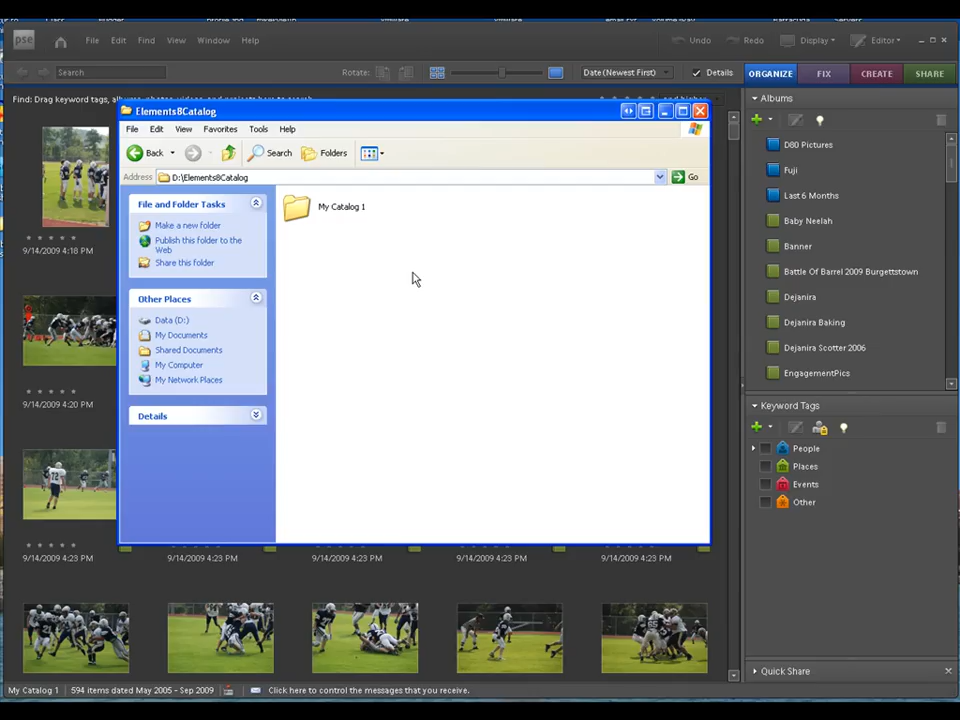 pse File Edit Find View Window Help Undo Redo Display Editor
Search Rotate: Date (Newest First) Details ORGANIZE FIX CREATE SHARE
Find: Drag keyword tags,
Elements8Catalog
File Edit View Favorites Tools Help
Back Search Folders
Address D:\Elements8Catalog Go
File and Folder Tasks
Make a new folder
Publish this folder to the
Web
Share this folder
Other Places
Data (D:)
My Documents
Shared Documents
My Computer
My Network Places
Details
My Catalog 1
9/14/2009 4:18 PM
9/14/2009 4:20 PM
9/14/2009 4:23 PM 9/14/2009 4:23 PM 9/14/2009 4:23 PM 9/14/2009 4:23 PM 9/14/2009 4:23 PM
Albums
D80 Pictures
Fuji
Last 6 Months
Baby Neelah
Banner
Battle Of Barrel 2009 Burgettstown
Dejanira
Dejanira Baking
Dejanira Scotter 2006
EngagementPics
Keyword Tags
People
Places
Events
Other
Quick Share
My Catalog 1 594 items dated May 2005 - Sep 2009 Click here to control the messages that you receive.